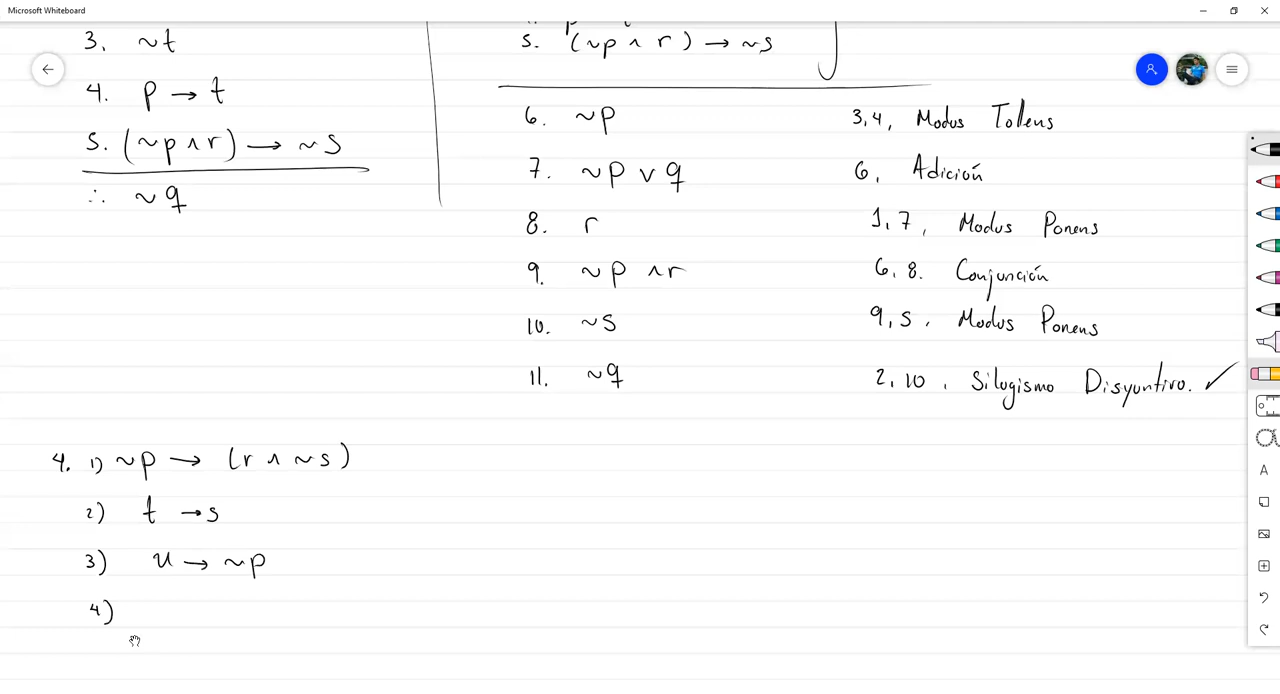 Microsoft Whiteboard
3. ~t
4. p → t
5. (~p ∧ r) → ~s
∴ ~q
5. (~p ∧ r) → ~s
6. ~p 3,4, Modus Tollens
7. ~p ∨ q 6, Adición
8. r 1,7, Modus Ponens
9. ~p ∧ r 6,8. Conjunción
10. ~s 9,5. Modus Ponens
11. ~q 2,10. Silogismo Disyuntivo. ✓
4. 1) ~p → (r ∧ ~s)
2) t → s
3) u → ~p
4)